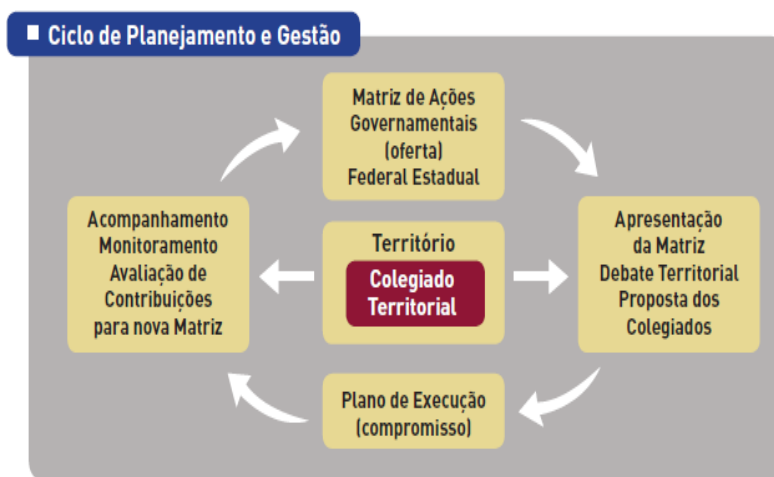 Ciclo de Planejamento e Gestão
Matriz de Ações
Governamentais
(oferta)
Federal Estadual
Acompanhamento
Monitoramento
Avaliação de
Contribuições
para nova Matriz
Território
Colegiado
Territorial
Apresentação
da Matriz
Debate Territorial
Proposta dos
Colegiados
Plano de Execução
(compromisso)